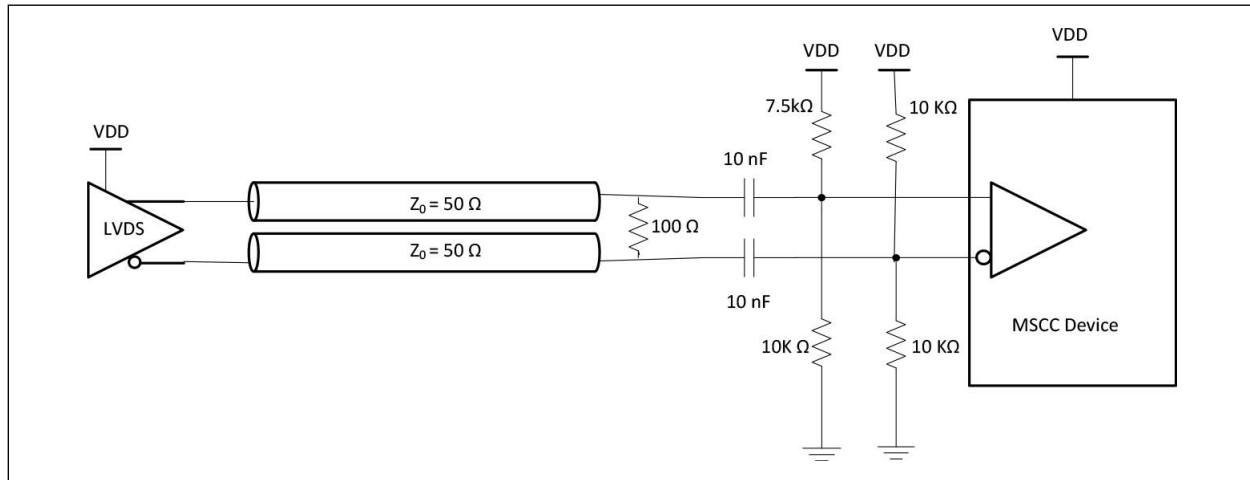 VDD
VDD
VDD
7.5kΩ
10 KΩ
VDD
10 nF
LVDS
Z₀ = 50 Ω
100 Ω
Z₀ = 50 Ω
10 nF
10K Ω
10 KΩ
MSCC Device